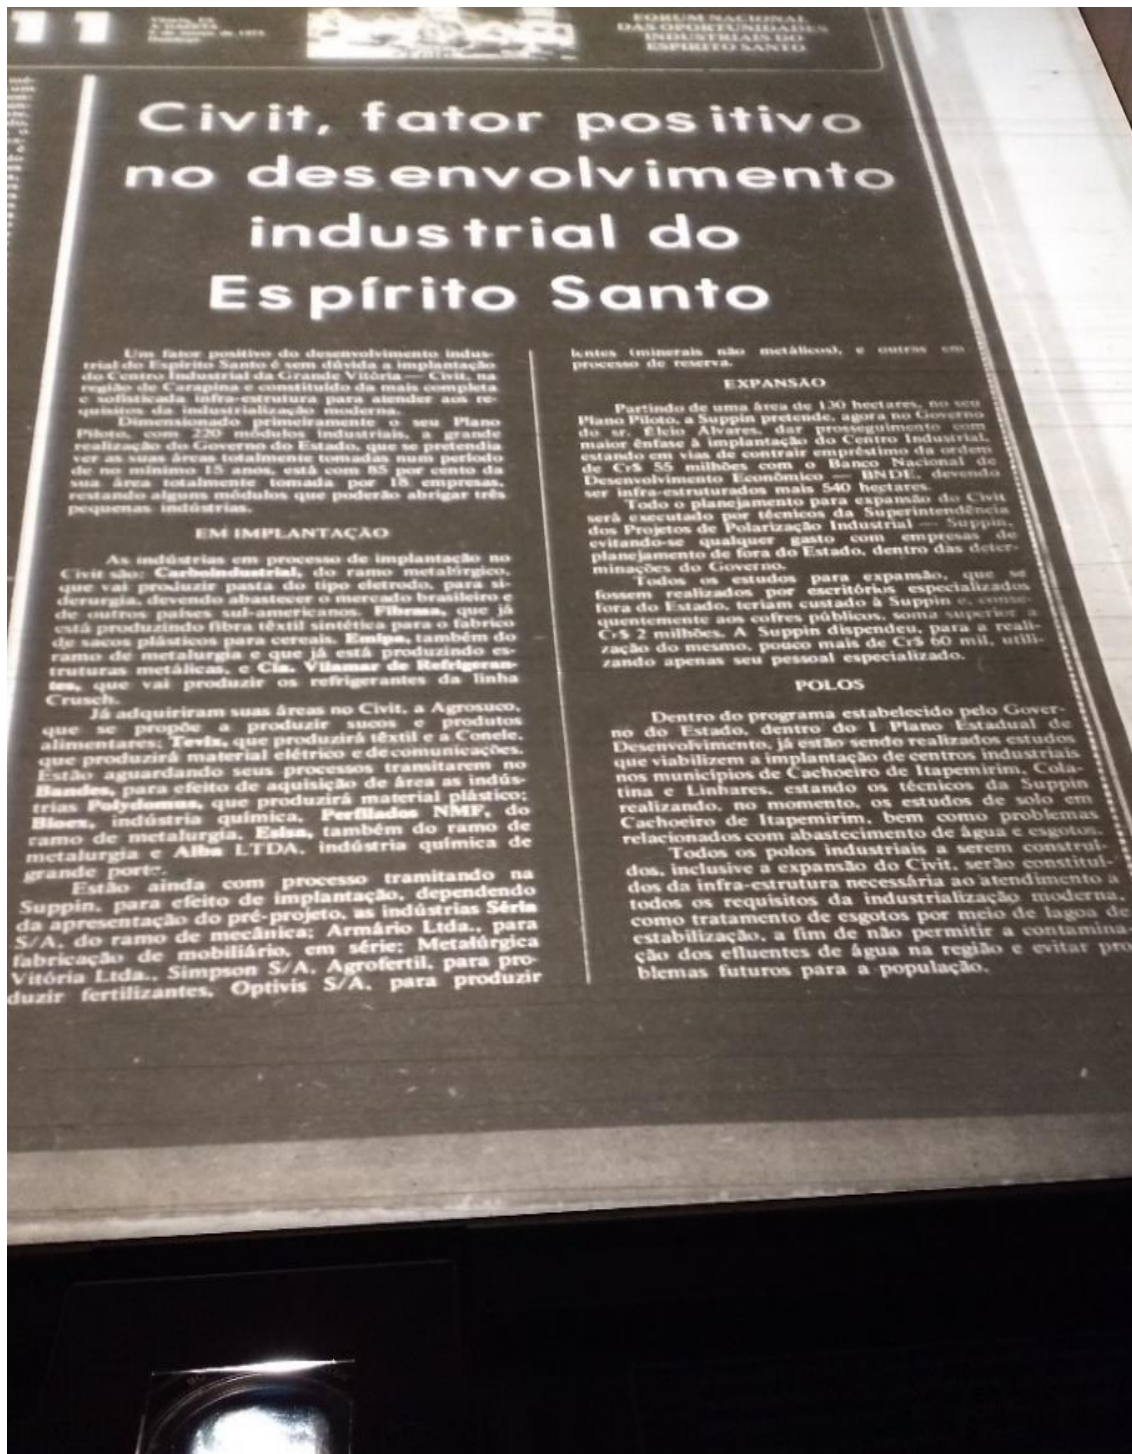 11
Vitória, ES
A GAZETA
Domingo
FORUM NACIONAL
DAS OPORTUNIDADES
INDUSTRIAIS DO
ESPIRITO SANTO
Civit, fator positivo
no desenvolvimento
industrial do
Espírito Santo
Um fator positivo do desenvolvimento indus-
trial do Espírito Santo é sem dúvida a implantação
do Centro Industrial da Grande Vitória — Civit, na
região de Carapina e constituído da mais completa
e sofisticada infra-estrutura para atender aos re-
quisitos da industrialização moderna.
Dimensionado primeiramente o seu Plano
Piloto, com 220 módulos industriais, a grande
realização do Governo do Estado, que se pretendia
ver as suas áreas totalmente tomadas num período
de no mínimo 15 anos, está com 85 por cento da
sua área totalmente tomada por 18 empresas,
restando alguns módulos que poderão abrigar três
pequenas indústrias.
EM IMPLANTAÇÃO
As indústrias em processo de implantação no
Civit são: Carboindustrial, do ramo metalúrgico,
que vai produzir pasta do tipo eletrodo, para si-
derurgia, devendo abastecer o mercado brasileiro e
de outros países sul-americanos. Fibrasa, que já
está produzindo fibra têxtil sintética para o fabrico
de sacos plásticos para cereais. Emipa, também do
ramo de metalurgia e que já está produzindo es-
truturas metálicas, e Cia. Vilamar de Refrigeran-
tes, que vai produzir os refrigerantes da linha
Crusch.
Já adquiriram suas áreas no Civit, a Agrosuco,
que se propõe a produzir sucos e produtos
alimentares; Tevix, que produzirá têxtil e a Conele,
que produzirá material elétrico e de comunicações.
Estão aguardando seus processos transitarem no
Bandes, para efeito de aquisição de área as indús-
trias Polydomus, que produzirá material plástico;
Bioex, indústria química, Perfilados NMF, do
ramo de metalurgia, Esisa, também do ramo de
metalurgia e Alba LTDA, indústria química de
grande porte.
Estão ainda com processo tramitando na
Suppin, para efeito de implantação, dependendo
da apresentação do pré-projeto, as indústrias Séria
S/A, do ramo de mecânica; Armário Ltda., para
fabricação de mobiliário, em série; Metalúrgica
Vitória Ltda., Simpson S/A, Agrofertil, para pro-
duzir fertilizantes, Optivis S/A, para produzir
lentes (minerais não metálicos), e outras em
processo de reserva.
EXPANSÃO
Partindo de uma área de 130 hectares, no seu
Plano Piloto, a Suppin pretende, agora no Governo
do sr. Élcio Álvares, dar prosseguimento com
maior ênfase à implantação do Centro Industrial,
estando em vias de contrair empréstimo da ordem
de Cr$ 55 milhões com o Banco Nacional de
Desenvolvimento Econômico — BNDE, devendo
ser infra-estruturados mais 540 hectares.
Todo o planejamento para expansão do Civit
será executado por técnicos da Superintendência
dos Projetos de Polarização Industrial — Suppin,
evitando-se qualquer gasto com empresas de
planejamento de fora do Estado, dentro das deter-
minações do Governo.
Todos os estudos para expansão, que se
fossem realizados por escritórios especializados
fora do Estado, teriam custado à Suppin e, conse-
quentemente aos cofres públicos, soma superior a
Cr$ 2 milhões. A Suppin dispendeu, para a reali-
zação do mesmo, pouco mais de Cr$ 60 mil, utili-
zando apenas seu pessoal especializado.
POLOS
Dentro do programa estabelecido pelo Gover-
no do Estado, dentro do I Plano Estadual de
Desenvolvimento, já estão sendo realizados estudos
que viabilizem a implantação de centros industriais
nos municípios de Cachoeiro de Itapemirim, Cola-
tina e Linhares, estando os técnicos da Suppin
realizando, no momento, os estudos de solo em
Cachoeiro de Itapemirim, bem como problemas
relacionados com abastecimento de água e esgotos.
Todos os polos industriais a serem construí-
dos, inclusive a expansão do Civit, serão constituí-
dos da infra-estrutura necessária ao atendimento a
todos os requisitos da industrialização moderna,
como tratamento de esgotos por meio de lagoa de
estabilização, a fim de não permitir a contamina-
ção dos efluentes de água na região e evitar pro
blemas futuros para a população.